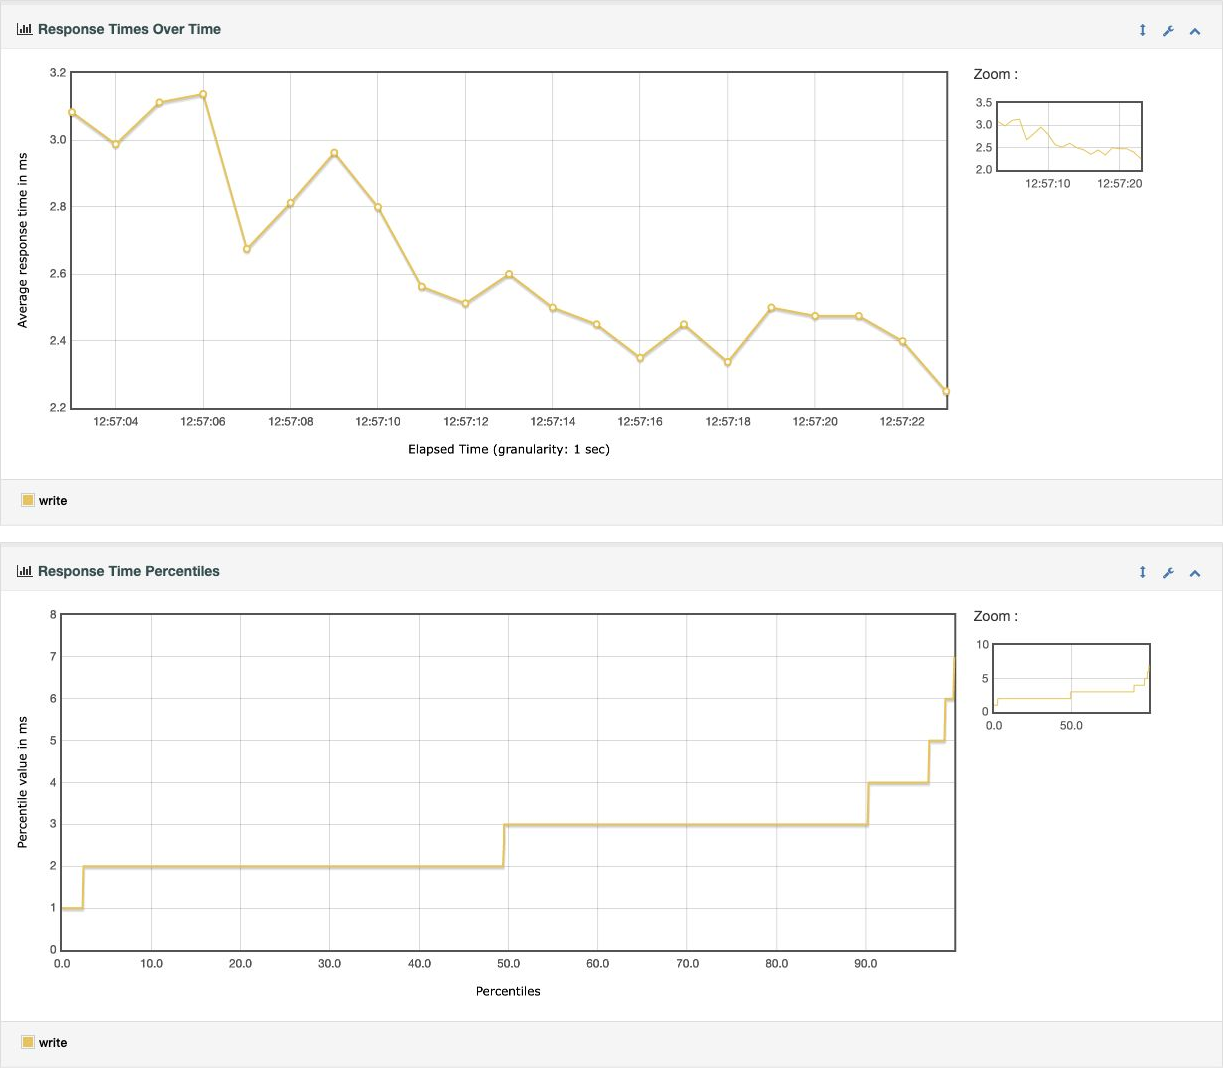 Response Times Over Time
3.2
3.0
2.8
2.6
2.4
2.2
Average response time in ms
12:57:04 12:57:06 12:57:08 12:57:10 12:57:12 12:57:14 12:57:16 12:57:18 12:57:20 12:57:22
Elapsed Time (granularity: 1 sec)
Zoom :
3.5
3.0
2.5
2.0
12:57:10 12:57:20
write
Response Time Percentiles
8
7
6
5
4
3
2
1
0
Percentile value in ms
0.0 10.0 20.0 30.0 40.0 50.0 60.0 70.0 80.0 90.0
Percentiles
Zoom :
10
5
0
0.0 50.0
write